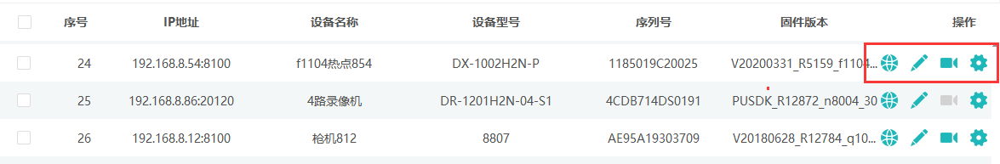 序号 IP地址 设备名称 设备型号 序列号 固件版本 操作
24 192.168.8.54:8100 f1104热点854 DX-1002H2N-P 1185019C20025 V20200331_R5159_f1104...
25 192.168.8.86:20120 4路录像机 DR-1201H2N-04-S1 4CDB714DS0191 PUSDK_R12872_n8004_30
26 192.168.8.12:8100 枪机812 8807 AE95A19303709 V20180628_R12784_q10...